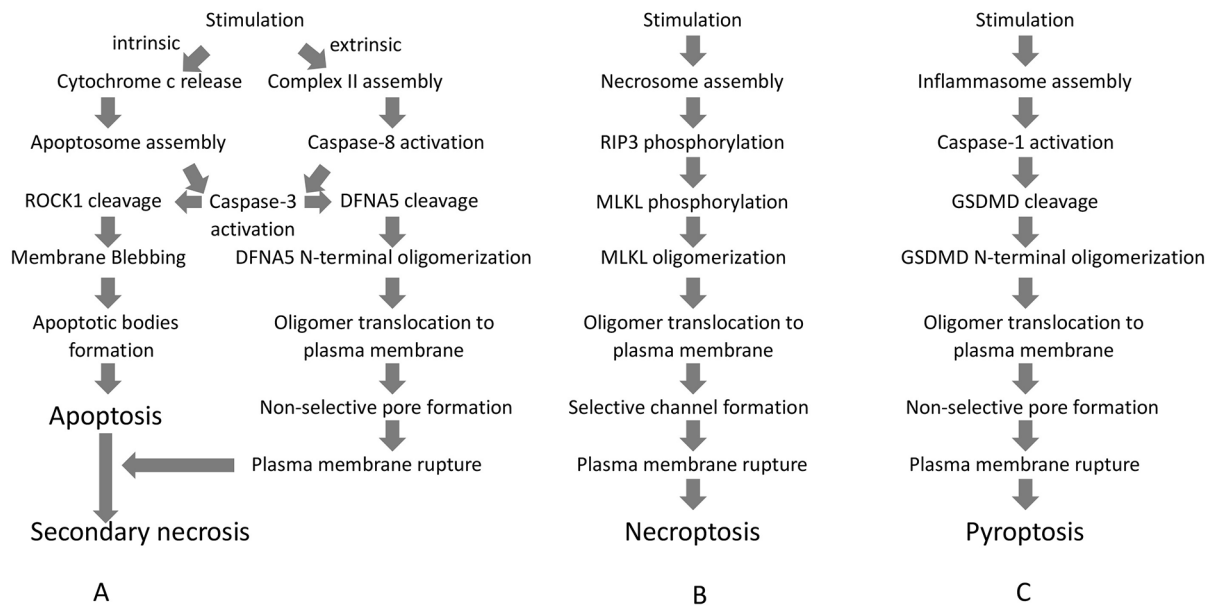 Stimulation
intrinsic
extrinsic
Cytochrome c release
Complex II assembly
Apoptosome assembly
Caspase-8 activation
ROCK1 cleavage
Caspase-3
activation
DFNA5 cleavage
Membrane Blebbing
DFNA5 N-terminal oligomerization
Apoptotic bodies
formation
Oligomer translocation to
plasma membrane
Apoptosis
Non-selective pore formation
Plasma membrane rupture
Secondary necrosis
A
Stimulation
Necrosome assembly
RIP3 phosphorylation
MLKL phosphorylation
MLKL oligomerization
Oligomer translocation to
plasma membrane
Selective channel formation
Plasma membrane rupture
Necroptosis
B
Stimulation
Inflammasome assembly
Caspase-1 activation
GSDMD cleavage
GSDMD N-terminal oligomerization
Oligomer translocation to
plasma membrane
Non-selective pore formation
Plasma membrane rupture
Pyroptosis
C